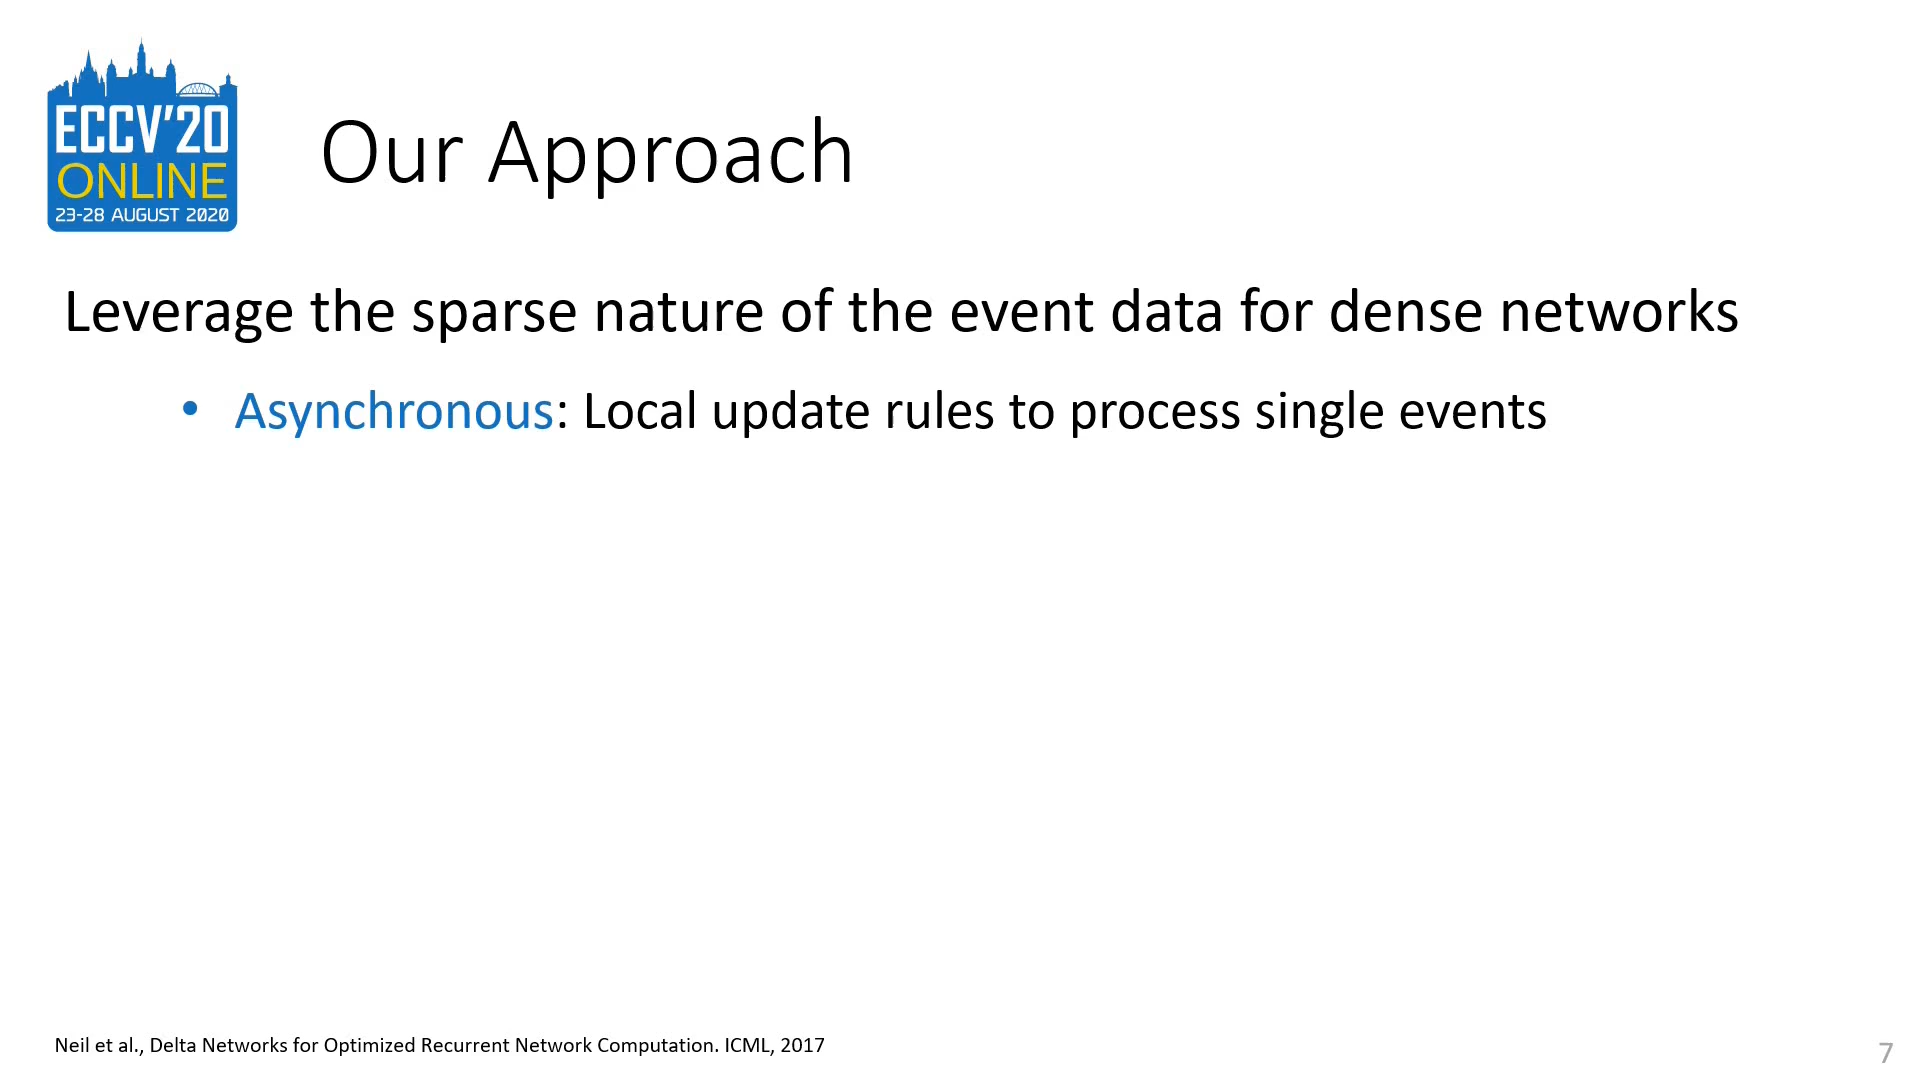 ECCV'20
ONLINE
23-28 AUGUST 2020
Our Approach
Leverage the sparse nature of the event data for dense networks
• Asynchronous: Local update rules to process single events
Neil et al., Delta Networks for Optimized Recurrent Network Computation. ICML, 2017
7